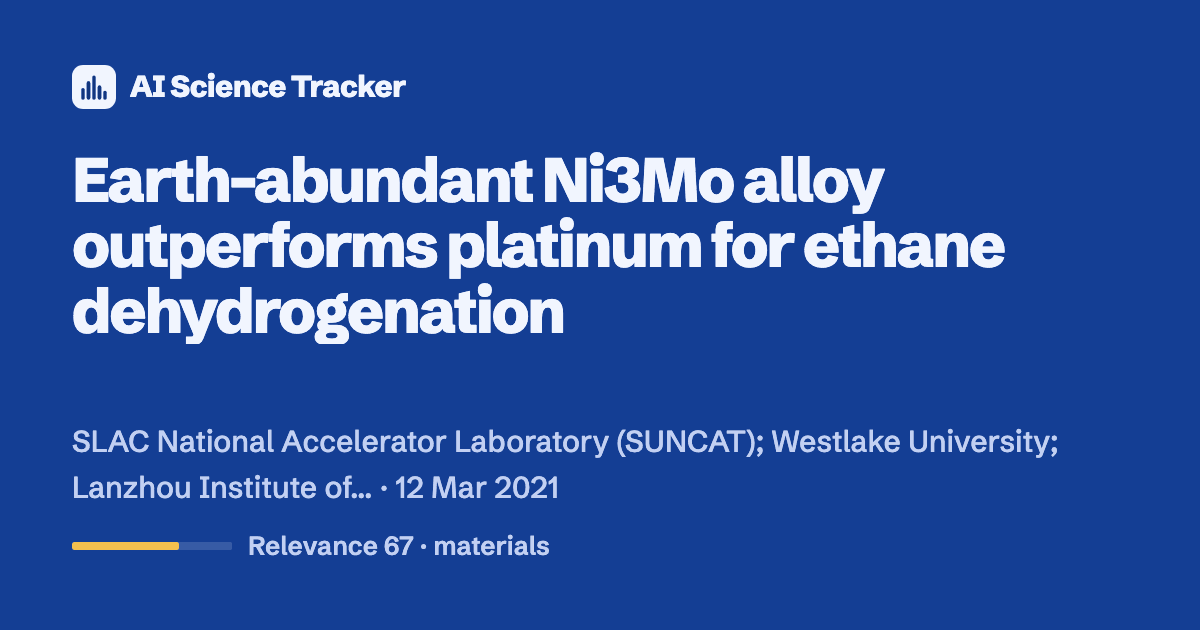 AI Science Tracker
Earth-abundant Ni3Mo alloy
outperforms platinum for ethane
dehydrogenation
SLAC National Accelerator Laboratory (SUNCAT); Westlake University;
Lanzhou Institute of... · 12 Mar 2021
Relevance 67 · materials